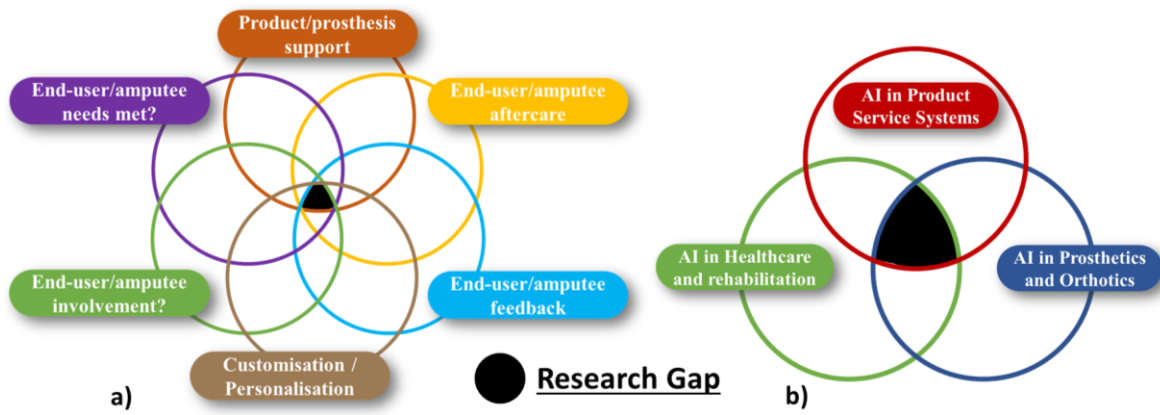 Product/prosthesis
support
End-user/amputee
needs met?
End-user/amputee
aftercare
End-user/amputee
involvement?
End-user/amputee
feedback
Customisation /
Personalisation
a)
Research Gap
AI in Product
Service Systems
AI in Healthcare
and rehabilitation
AI in Prosthetics
and Orthotics
b)